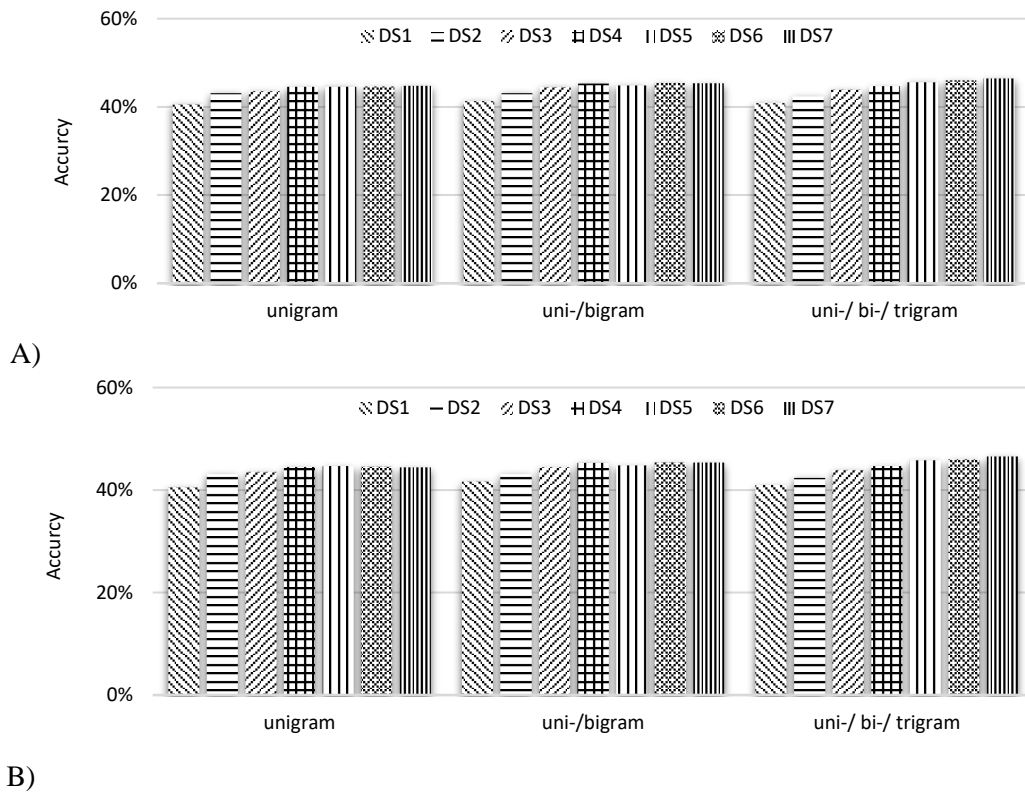 60%
DS1 DS2 DS3 DS4 DS5 DS6 DS7
40%
Accurcy
20%
0%
unigram uni-/bigram uni-/ bi-/ trigram
A)
60%
DS1 DS2 DS3 DS4 DS5 DS6 DS7
40%
Accurcy
20%
0%
unigram uni-/bigram uni-/ bi-/ trigram
B)